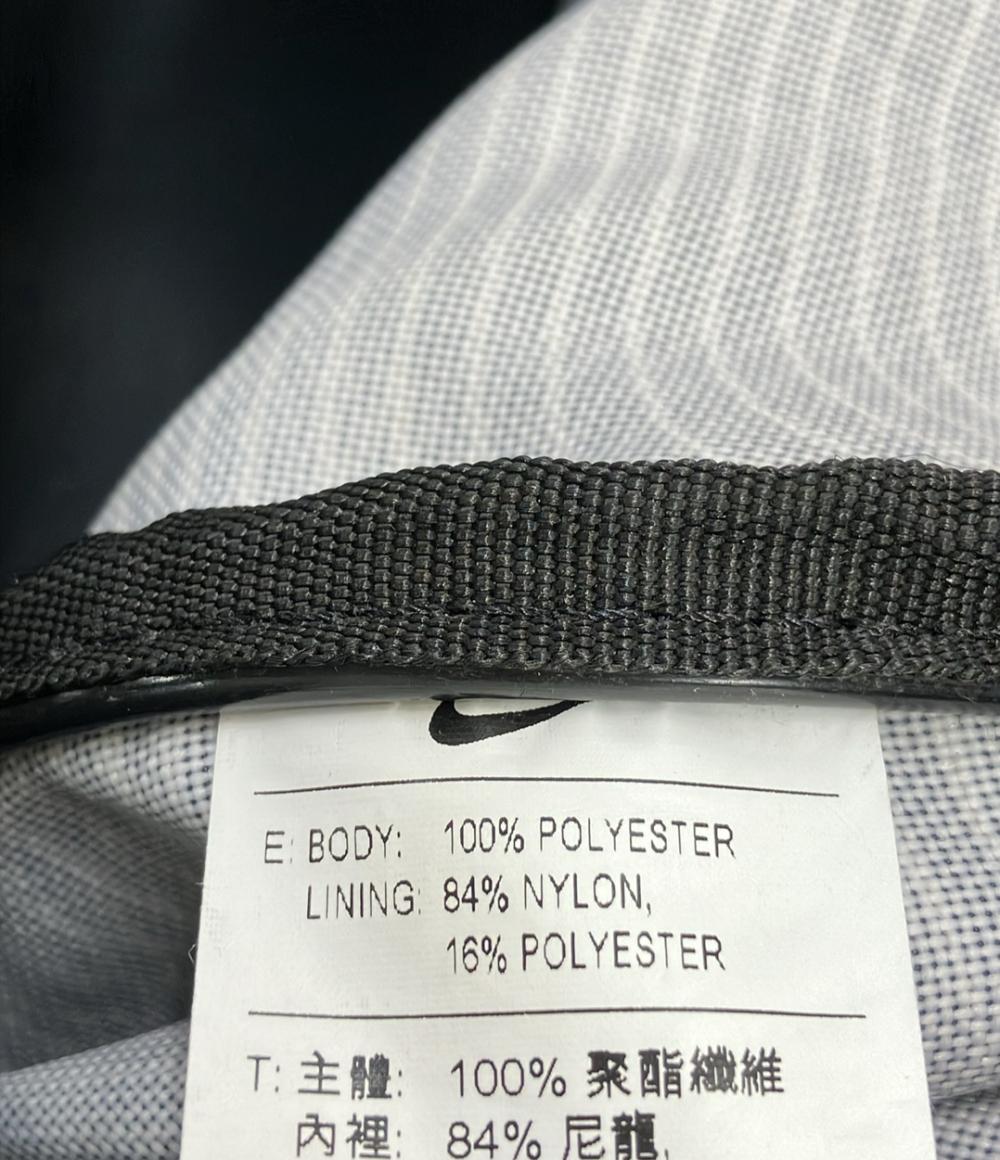 E: BODY: 100% POLYESTER
LINING: 84% NYLON,
16% POLYESTER
T: 主體: 100% 聚酯纖維
內裡: 84% 尼龍,